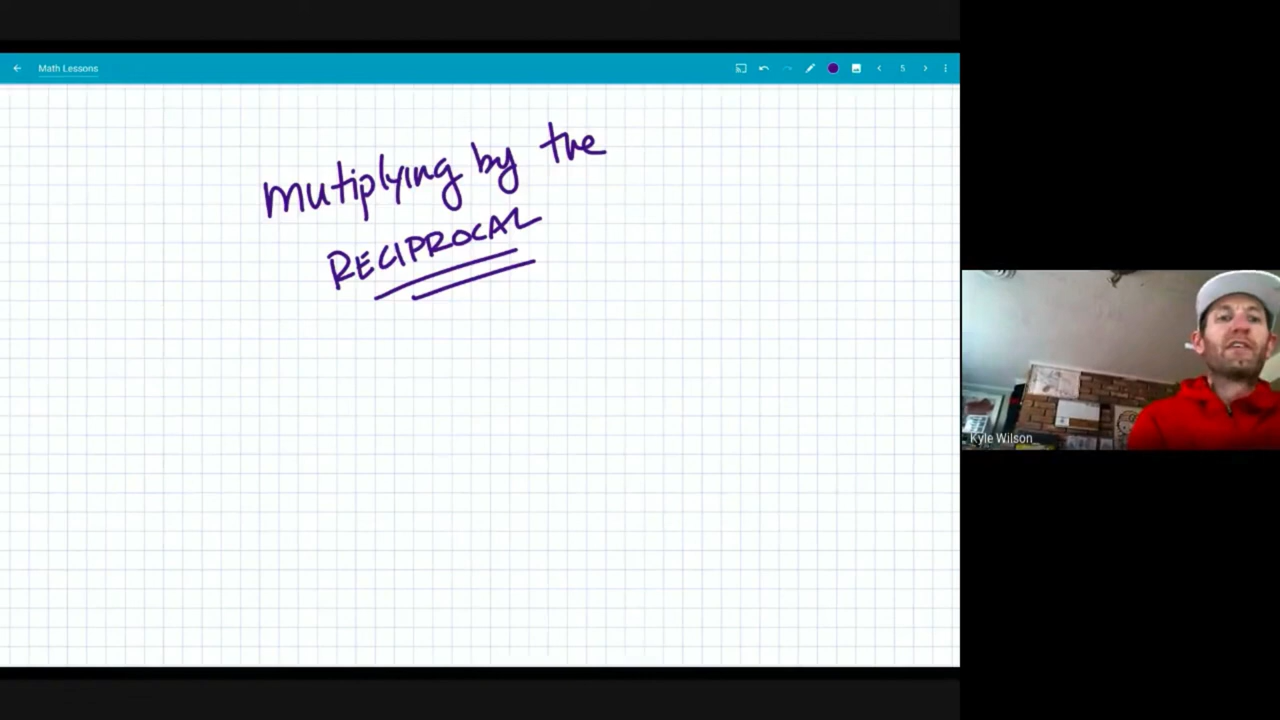 Math Lessons
5
Mutiplying by the
RECIPROCAL
Kyle Wilson